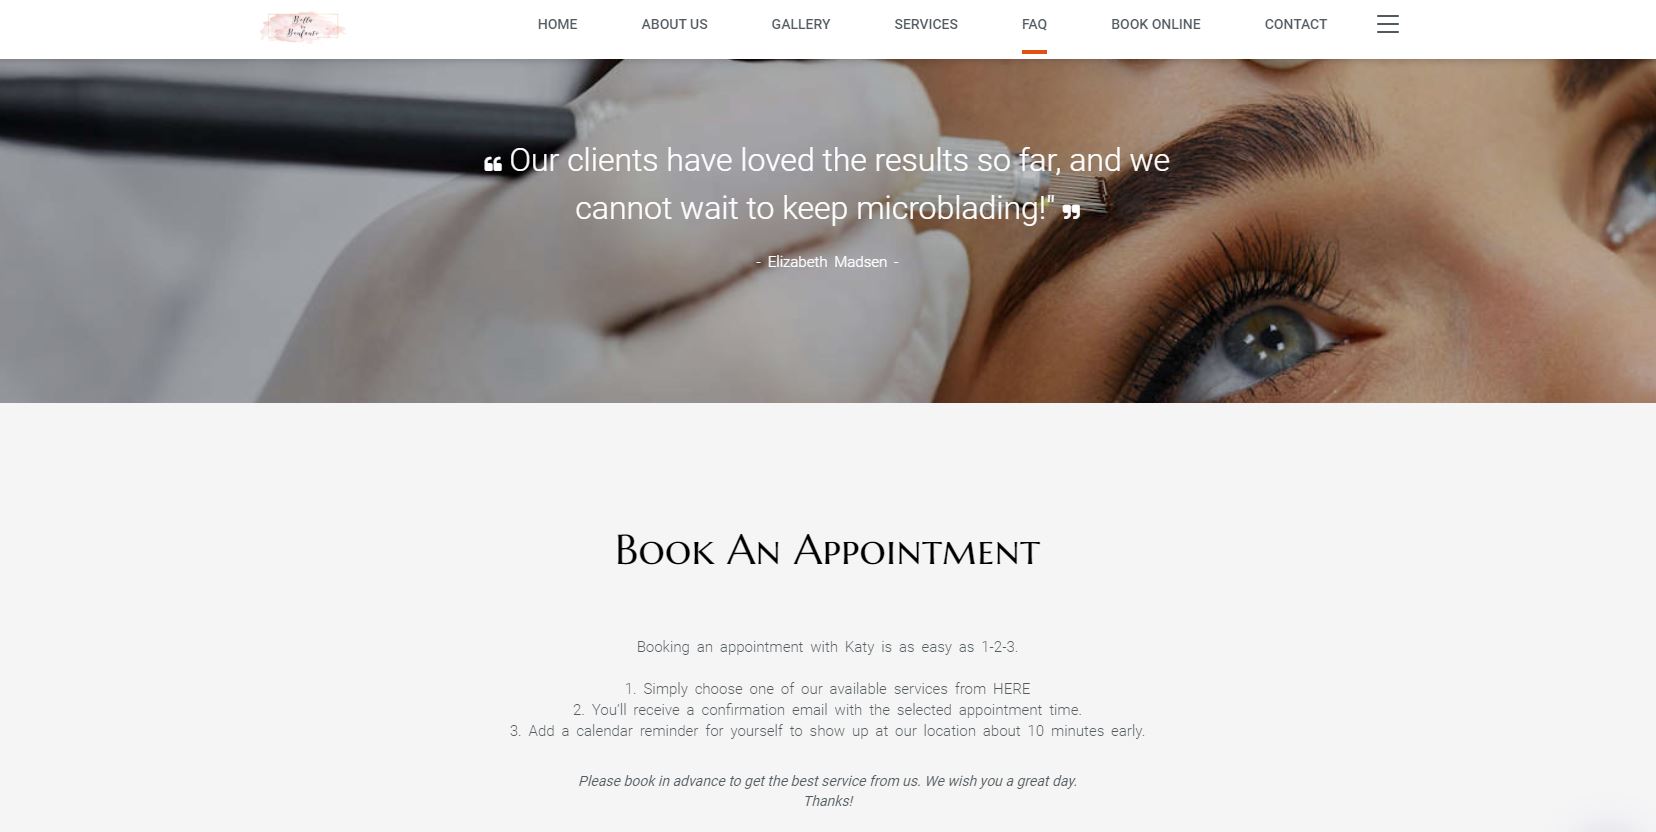 Bella
by
Bonfante
HOME
ABOUT US
GALLERY
SERVICES
FAQ
BOOK ONLINE
CONTACT
“ Our clients have loved the results so far, and we
cannot wait to keep microblading!" ”
- Elizabeth Madsen -
Book An Appointment
Booking an appointment with Katy is as easy as 1-2-3.
1. Simply choose one of our available services from HERE
2. You'll receive a confirmation email with the selected appointment time.
3. Add a calendar reminder for yourself to show up at our location about 10 minutes early.
Please book in advance to get the best service from us. We wish you a great day.
Thanks!